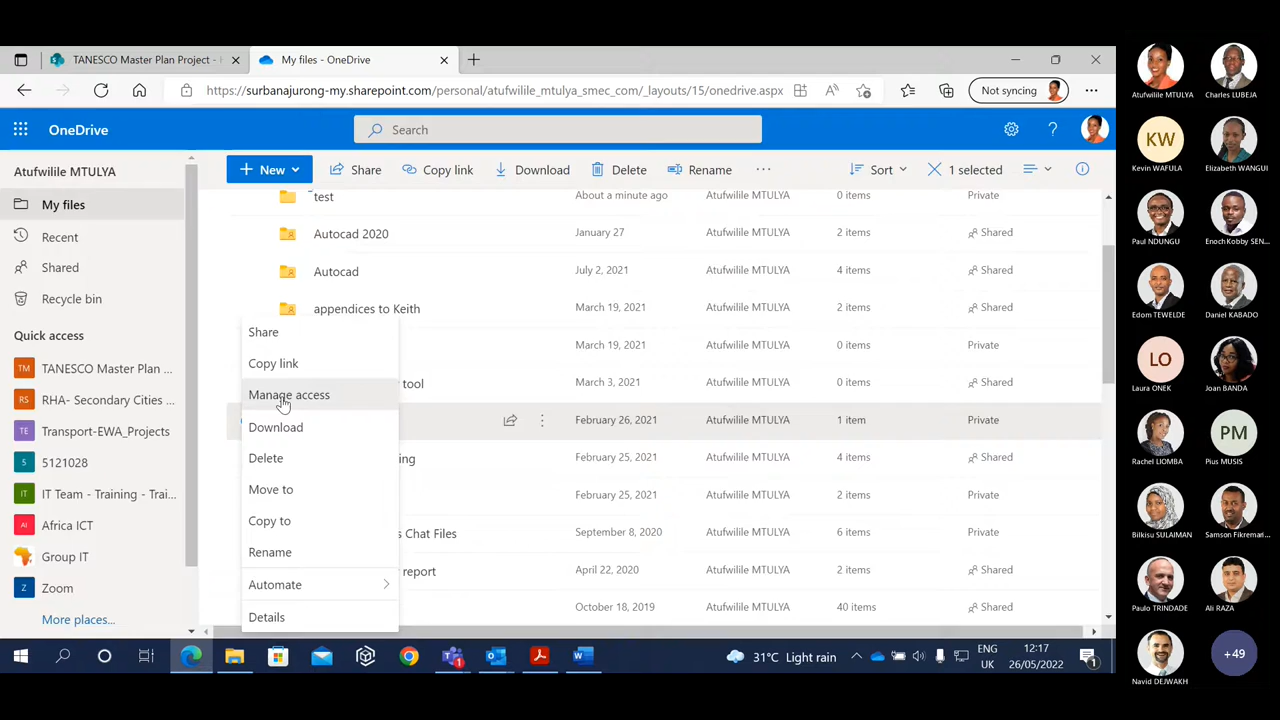 TANESCO Master Plan Project -
My files - OneDrive
https://surbanajurong-my.sharepoint.com/personal/atufwilile_mtulya_smec_com/_layouts/15/onedrive.aspx
Not syncing
OneDrive
Search
Atufwilile MTULYA
My files
Recent
Shared
Recycle bin
Quick access
TM TANESCO Master Plan ...
RS RHA- Secondary Cities ...
TE Transport-EWA_Projects
5 5121028
IT IT Team - Training - Trai...
AI Africa ICT
Group IT
Z Zoom
More places...
+ New Share Copy link Download Delete Rename ... Sort 1 selected
test About a minute ago Atufwilile MTULYA 0 items Private
Autocad 2020 January 27 Atufwilile MTULYA 2 items Shared
Autocad July 2, 2021 Atufwilile MTULYA 4 items Shared
appendices to Keith March 19, 2021 Atufwilile MTULYA 2 items Shared
March 19, 2021 Atufwilile MTULYA 0 items Private
tool March 3, 2021 Atufwilile MTULYA 0 items Shared
February 26, 2021 Atufwilile MTULYA 1 item Private
ing February 25, 2021 Atufwilile MTULYA 4 items Shared
February 25, 2021 Atufwilile MTULYA 2 items Private
s Chat Files September 8, 2020 Atufwilile MTULYA 6 items Private
report April 22, 2020 Atufwilile MTULYA 2 items Shared
October 18, 2019 Atufwilile MTULYA 40 items Shared
Share
Copy link
Manage access
Download
Delete
Move to
Copy to
Rename
Automate
Details
1
31°C Light rain
ENG
UK
12:17
26/05/2022
1
Atufwilile MTULYA
Charles LUBEJA
KW
Kevin WAFULA
Elizabeth WANGUI
Paul NDUNGU
Enoch Kobby SEN...
Edom TEWELDE
Daniel KABADO
LO
Laura ONEK
Joan BANDA
Rachel LIOMBA
PM
Pius MUSIS
Bilkisu SULAIMAN
Samson Fikremari...
Paulo TRINDADE
Ali RAZA
Navid DEJWAKH
+49